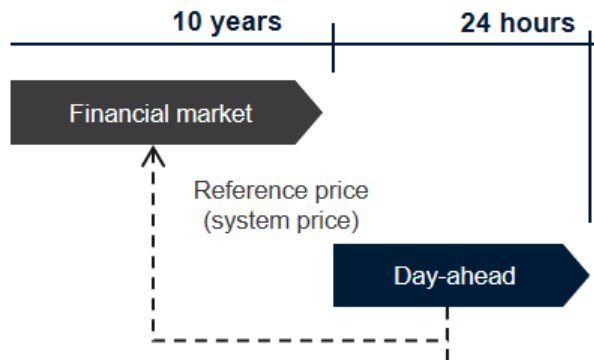 10 years
24 hours
Financial market
Reference price
(system price)
Day-ahead